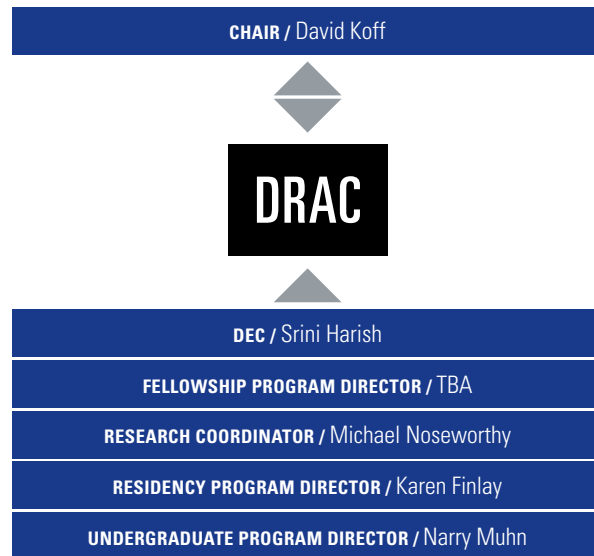 CHAIR / David Koff
DRAC
DEC / Srini Harish
FELLOWSHIP PROGRAM DIRECTOR / TBA
RESEARCH COORDINATOR / Michael Noseworthy
RESIDENCY PROGRAM DIRECTOR / Karen Finlay
UNDERGRADUATE PROGRAM DIRECTOR / Narry Muhn